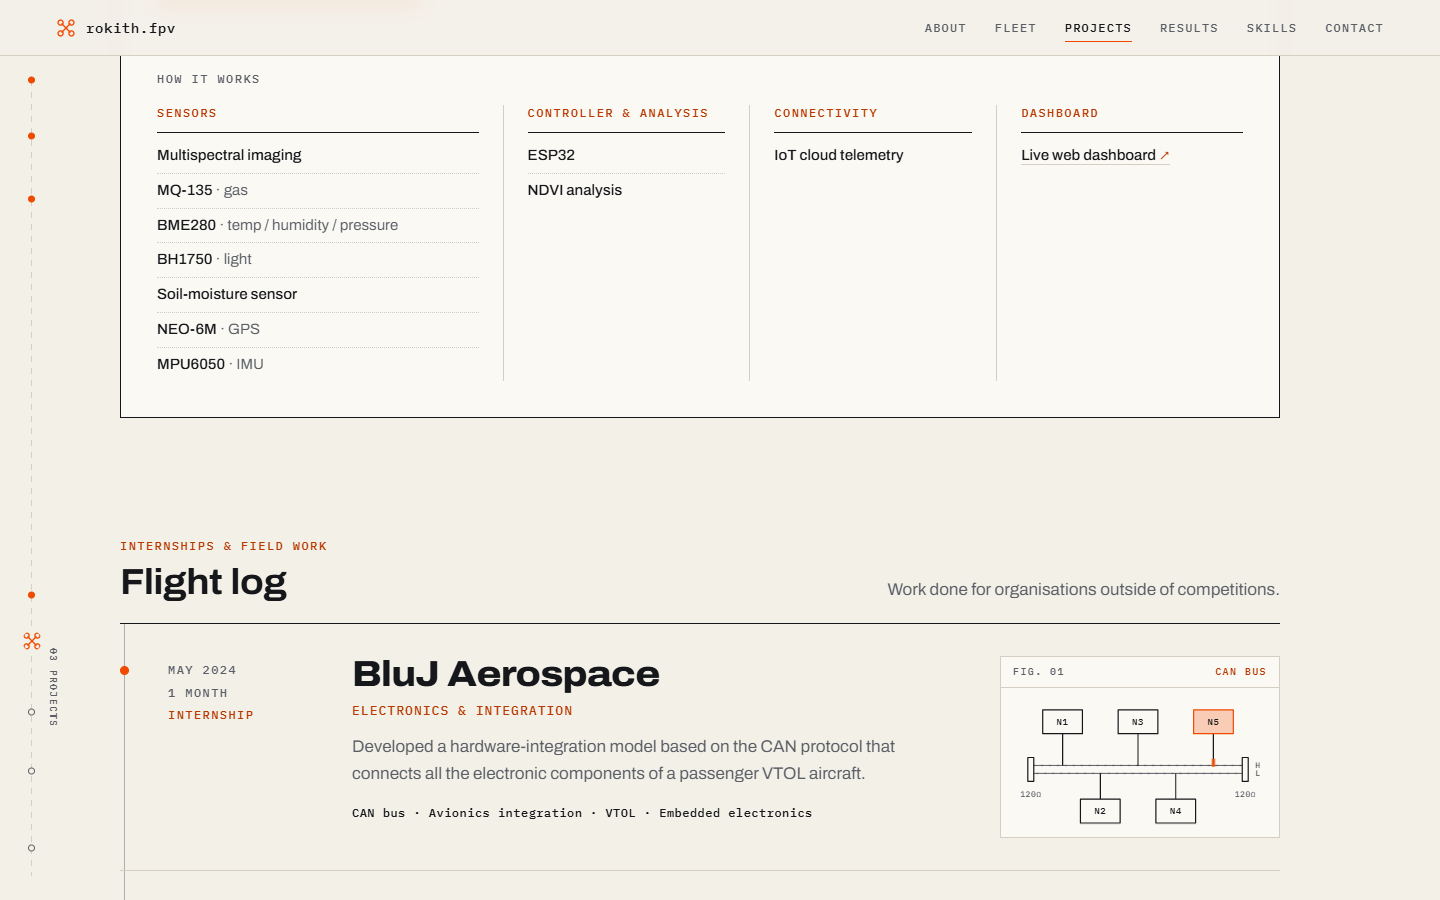 rokith.fpv
ABOUT FLEET PROJECTS RESULTS SKILLS CONTACT
HOW IT WORKS
SENSORS
Multispectral imaging
MQ-135 · gas
BME280 · temp / humidity / pressure
BH1750 · light
Soil-moisture sensor
NEO-6M · GPS
MPU6050 · IMU
CONTROLLER & ANALYSIS
ESP32
NDVI analysis
CONNECTIVITY
IoT cloud telemetry
DASHBOARD
Live web dashboard ↗
03 PROJECTS
INTERNSHIPS & FIELD WORK
Flight log
Work done for organisations outside of competitions.
MAY 2024
1 MONTH
INTERNSHIP
BluJ Aerospace
ELECTRONICS & INTEGRATION
Developed a hardware-integration model based on the CAN protocol that
connects all the electronic components of a passenger VTOL aircraft.
CAN bus · Avionics integration · VTOL · Embedded electronics
FIG. 01 CAN BUS
N1 N3 N5
H
L
120Ω 120Ω
N2 N4